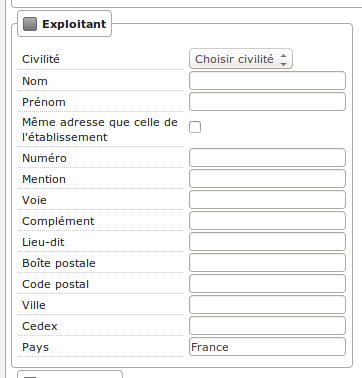 Exploitant
Civilité Choisir civilité
Nom
Prénom
Même adresse que celle de
l'établissement
Numéro
Mention
Voie
Complément
Lieu-dit
Boîte postale
Code postal
Ville
Cedex
Pays France